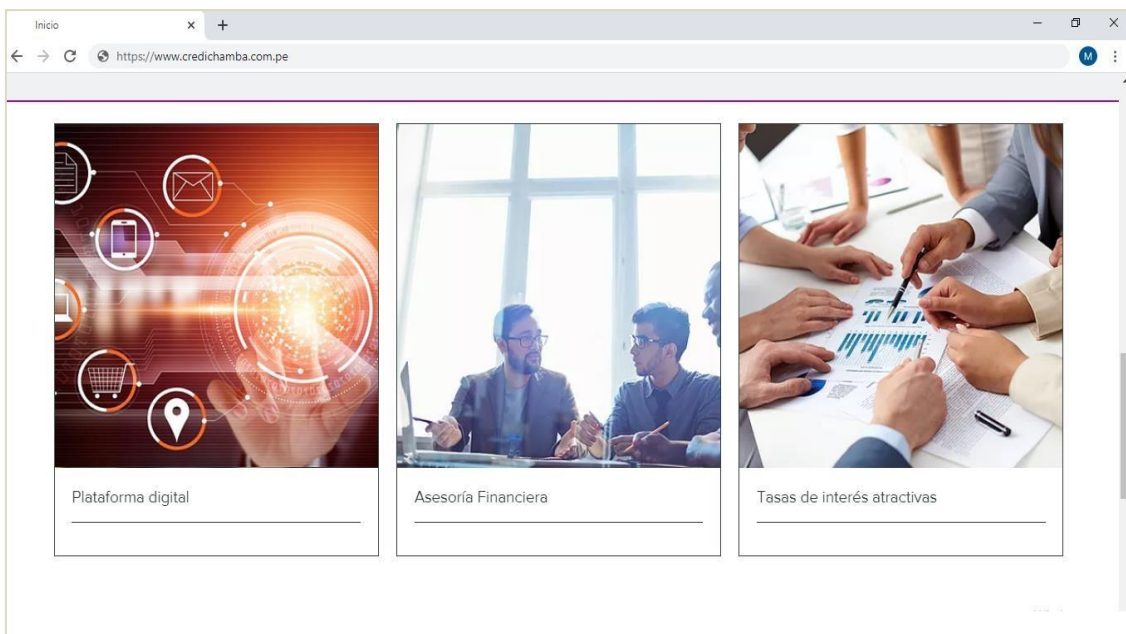 Inicio
https://www.credichamba.com.pe
M
Plataforma digital
Asesoría Financiera
Tasas de interés atractivas